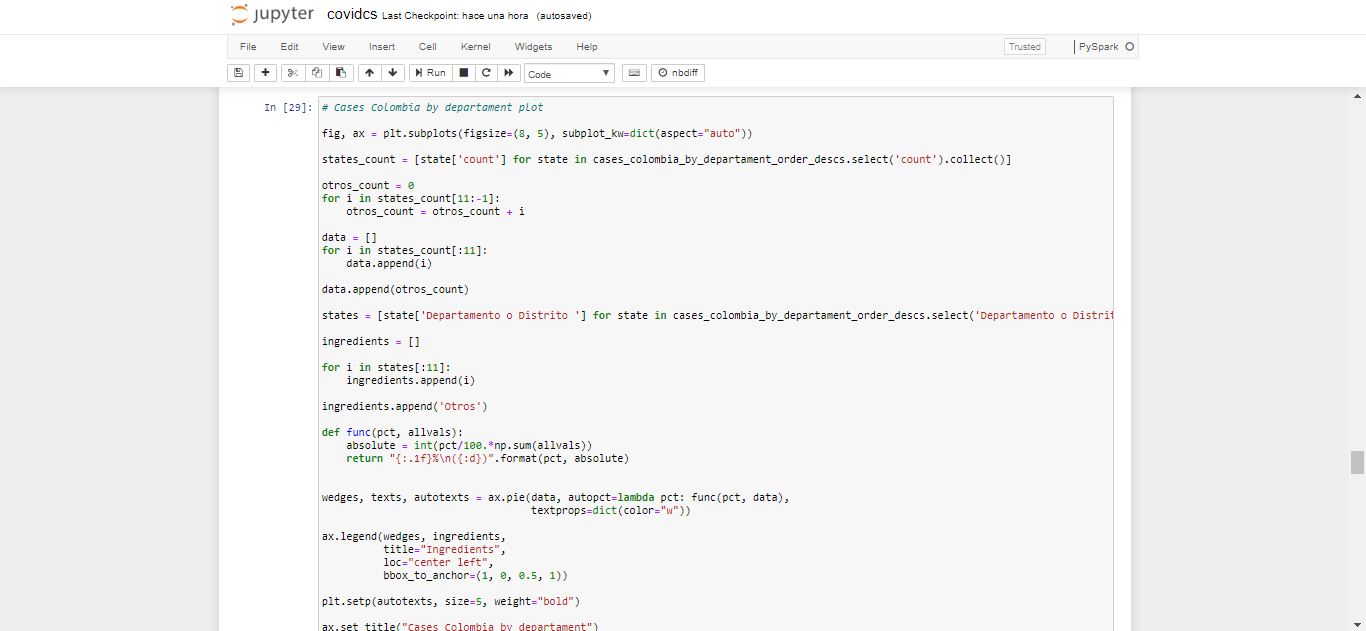 jupyter covidcs Last Checkpoint: hace una hora (autosaved)
File Edit View Insert Cell Kernel Widgets Help Trusted PySpark
Run Code nbdiff
In [29]: # Cases Colombia by departament plot
fig, ax = plt.subplots(figsize=(8, 5), subplot_kw=dict(aspect="auto"))
states_count = [state['count'] for state in cases_colombia_by_departament_order_descs.select('count').collect()]
otros_count = 0
for i in states_count[11:-1]:
    otros_count = otros_count + i
data = []
for i in states_count[:11]:
    data.append(i)
data.append(otros_count)
states = [state['Departamento o Distrito '] for state in cases_colombia_by_departament_order_descs.select('Departamento o Distrit
ingredients = []
for i in states[:11]:
    ingredients.append(i)
ingredients.append('Otros')
def func(pct, allvals):
    absolute = int(pct/100.*np.sum(allvals))
    return "{:.1f}%\n({:d})".format(pct, absolute)
wedges, texts, autotexts = ax.pie(data, autopct=lambda pct: func(pct, data),
                                  textprops=dict(color="w"))
ax.legend(wedges, ingredients,
          title="Ingredients",
          loc="center left",
          bbox_to_anchor=(1, 0, 0.5, 1))
plt.setp(autotexts, size=5, weight="bold")
ax.set_title("Cases Colombia by departament")